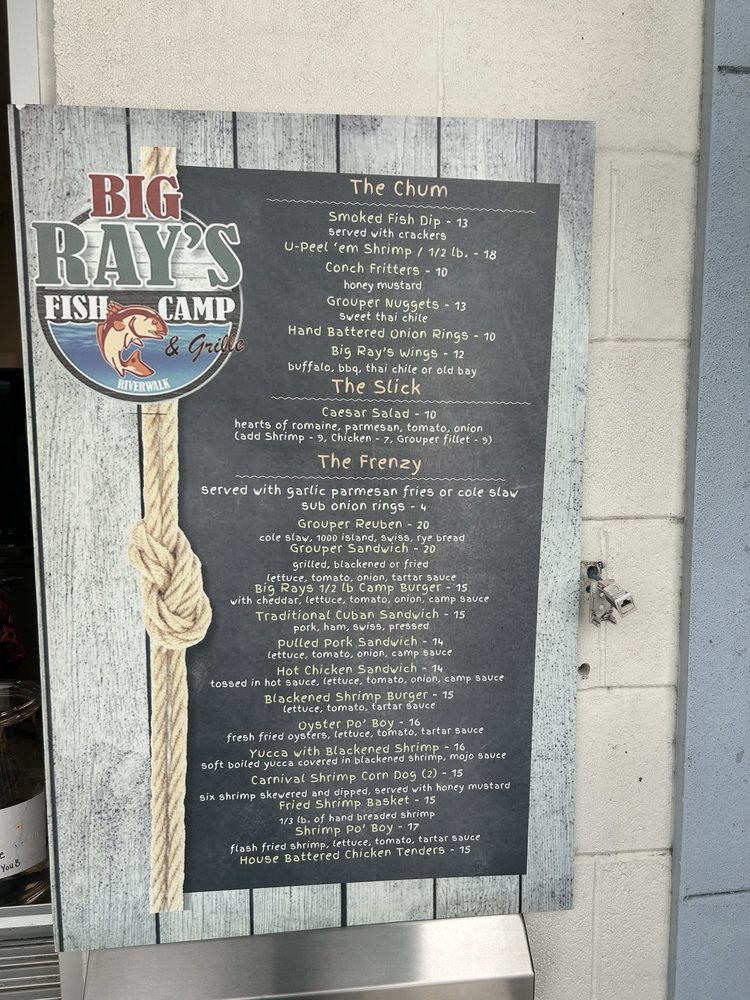 BIG
RAY'S
FISH CAMP
& Grille
RIVERWALK
The Chum
Smoked Fish Dip - 13
served with crackers
U-Peel 'em Shrimp / 1/2 lb. - 18
Conch Fritters - 10
honey mustard
Grouper Nuggets - 13
sweet thai chile
Hand Battered Onion Rings - 10
Big Ray's Wings - 12
buffalo, bbq, thai chile or old bay
The Slick
Caesar Salad - 10
hearts of romaine, parmesan, tomato, onion
(add Shrimp - 9, Chicken - 7, Grouper fillet - 9)
The Frenzy
served with garlic parmesan fries or cole slaw
sub onion rings - 4
Grouper Reuben - 20
cole slaw, 1000 island, swiss, rye bread
Grouper Sandwich - 20
grilled, blackened or fried
lettuce, tomato, onion, tartar sauce
Big Rays 1/2 lb Camp Burger - 15
with cheddar, lettuce, tomato, onion, camp sauce
Traditional Cuban Sandwich - 15
pork, ham, swiss, pressed
Pulled Pork Sandwich - 14
lettuce, tomato, onion, camp sauce
Hot Chicken Sandwich - 14
tossed in hot sauce, lettuce, tomato, onion, camp sauce
Blackened Shrimp Burger - 15
lettuce, tomato, tartar sauce
Oyster Po' Boy - 16
fresh fried oysters, lettuce, tomato, tartar sauce
Yucca with Blackened Shrimp - 16
soft boiled yucca covered in blackened shrimp, mojo sauce
Carnival Shrimp Corn Dog (2) - 15
six shrimp skewered and dipped, served with honey mustard
Fried Shrimp Basket - 15
1/3 lb. of hand breaded shrimp
Shrimp Po' Boy - 17
flash fried shrimp, lettuce, tomato, tartar sauce
House Battered Chicken Tenders - 15